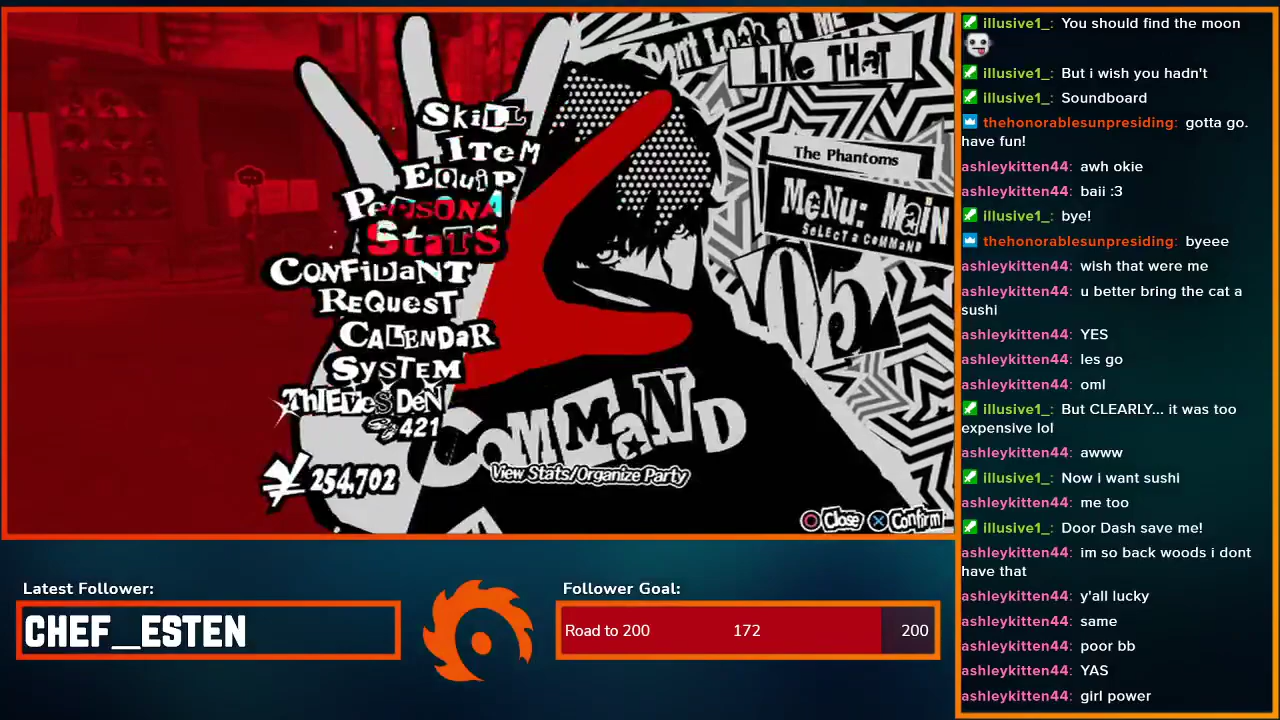 Don't Look at Me
LIKE THAT
The Phantoms
MeNu: MaiN
SeLeCT a CoMMaND
05
SkiLL
ITeM
EquiP
PeRSONA
StatS
CoNFiDANT
ReQuesT
CALENDaR
SYSTEM
ThIEVeS DeN
421
¥ 254,702
CoMMaND
View Stats/Organize Party
Close
Confirm
Latest Follower:
CHEF_ESTEN
Follower Goal:
Road to 200 172 200
illusive1_: You should find the moon
illusive1_: But i wish you hadn't
illusive1_: Soundboard
thehonorablesunpresiding: gotta go.
have fun!
ashleykitten44: awh okie
ashleykitten44: baii :3
illusive1_: bye!
thehonorablesunpresiding: byeee
ashleykitten44: wish that were me
ashleykitten44: u better bring the cat a
sushi
ashleykitten44: YES
ashleykitten44: les go
ashleykitten44: oml
illusive1_: But CLEARLY... it was too
expensive lol
ashleykitten44: awww
illusive1_: Now i want sushi
ashleykitten44: me too
illusive1_: Door Dash save me!
ashleykitten44: im so back woods i dont
have that
ashleykitten44: y'all lucky
ashleykitten44: same
ashleykitten44: poor bb
ashleykitten44: YAS
ashleykitten44: girl power